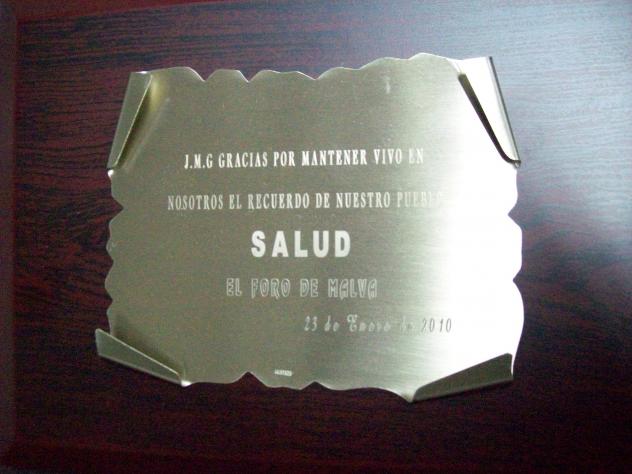 J.M.G GRACIAS POR MANTENER VIVO EN
NOSOTROS EL RECUERDO DE NUESTRO PUEBLO
SALUD
EL FORO DE MALVA
23 de Enero de 2010